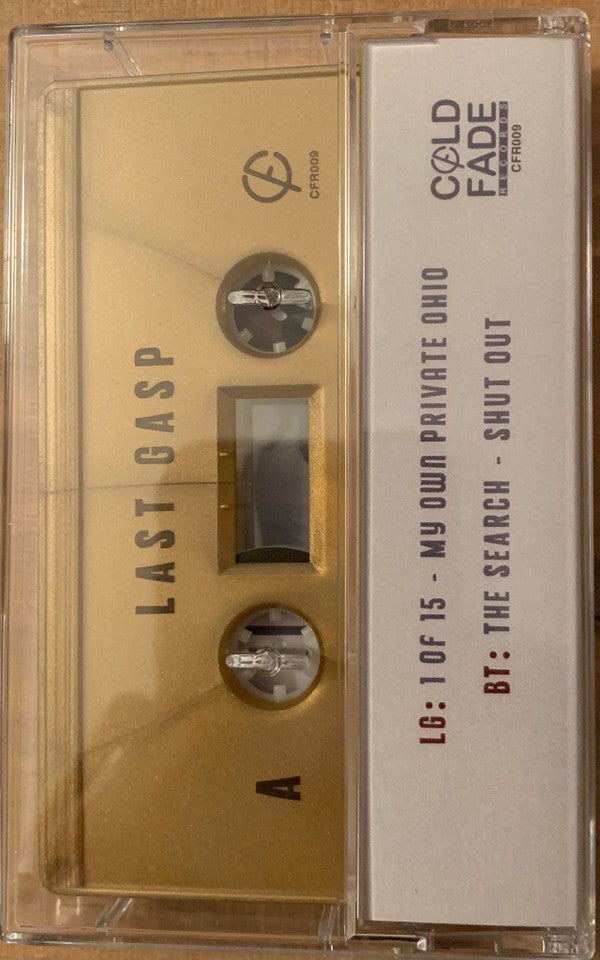 CFR009
LAST GASP
A
COLD
FADE
RECORDS
CFR009
LG: 1 OF 15 - MY OWN PRIVATE OHIO
BT: THE SEARCH - SHUT OUT